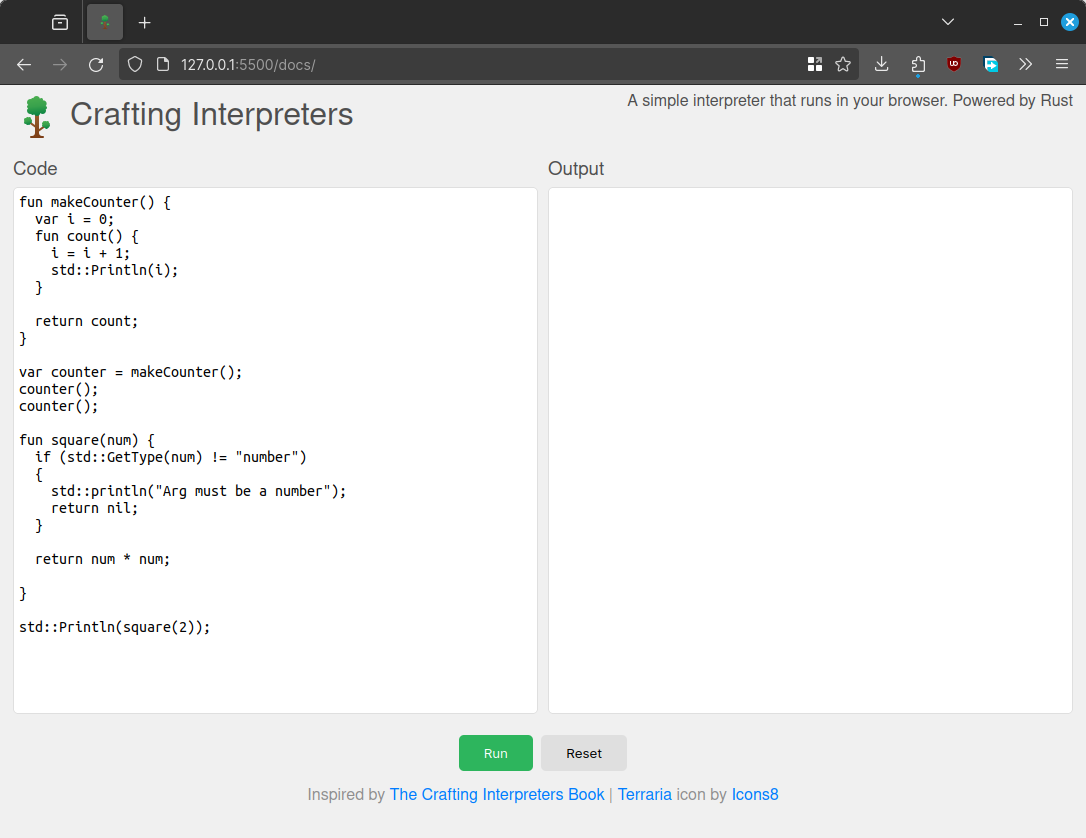 127.0.0.1:5500/docs/
Crafting Interpreters
A simple interpreter that runs in your browser. Powered by Rust
Code
Output
fun makeCounter() {
  var i = 0;
  fun count() {
    i = i + 1;
    std::Println(i);
  }

  return count;
}

var counter = makeCounter();
counter();
counter();

fun square(num) {
  if (std::GetType(num) != "number")
  {
    std::println("Arg must be a number");
    return nil;
  }

  return num * num;

}

std::Println(square(2));
Run
Reset
Inspired by The Crafting Interpreters Book | Terraria icon by Icons8